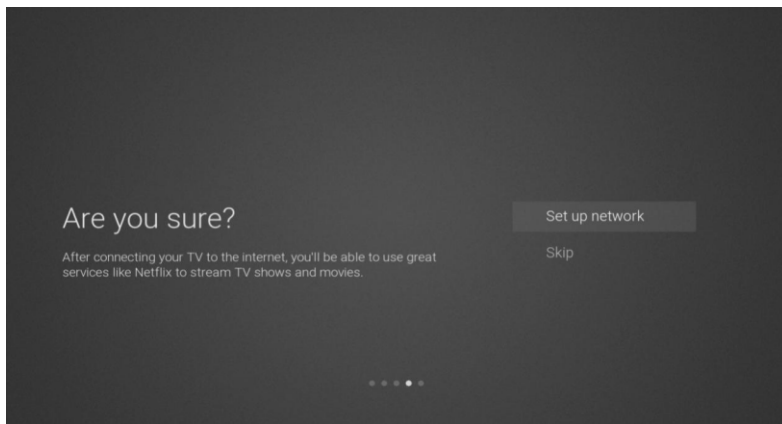 Are you sure?
After connecting your TV to the internet, you'll be able to use great
services like Netflix to stream TV shows and movies.
Set up network
Skip